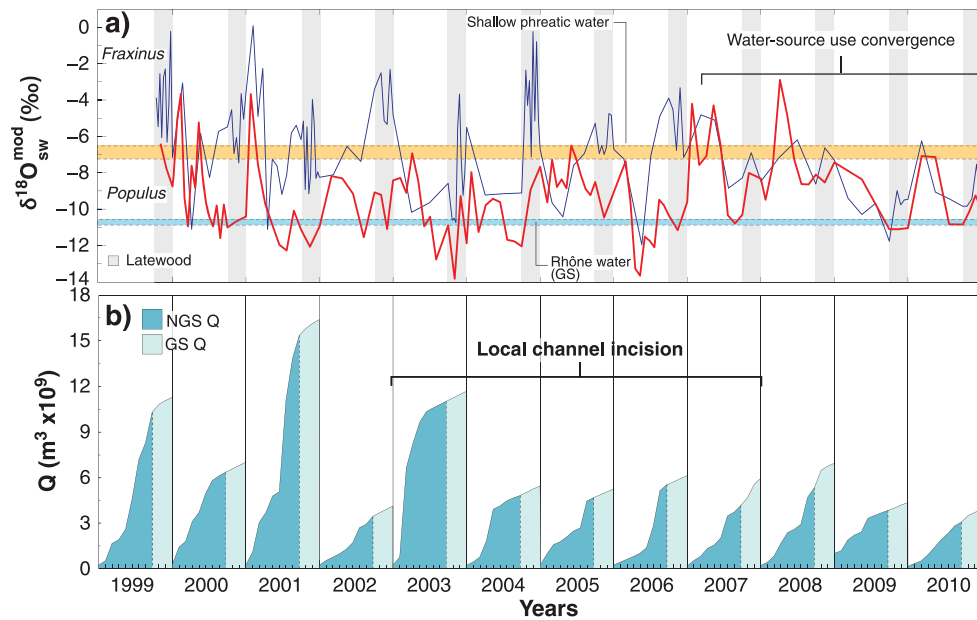 a)
δ¹⁸O^mod_sw (‰)
0
−2
−4
−6
−8
−10
−12
−14
Fraxinus
Populus
Latewood
Shallow phreatic water
Water-source use convergence
Rhône water
(GS)
b)
Q (m³ x10⁹)
18
15
12
9
6
3
0
NGS Q
GS Q
Local channel incision
1999 2000 2001 2002 2003 2004 2005 2006 2007 2008 2009 2010
Years